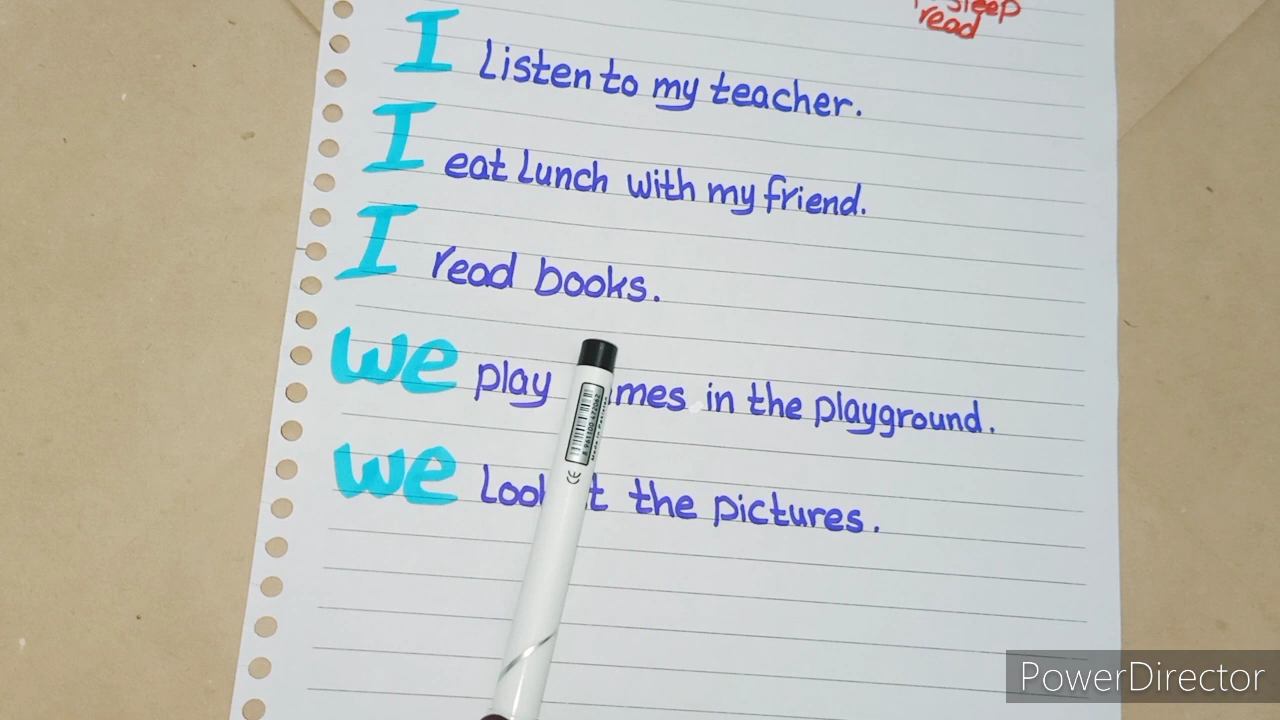 sleep
read
I listen to my teacher.
I eat lunch with my friend.
I read books.
we play in the playground.
we the pictures.
PowerDirector